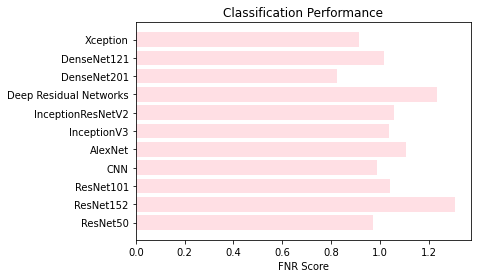 Classification Performance
Xception
DenseNet121
DenseNet201
Deep Residual Networks
InceptionResNetV2
InceptionV3
AlexNet
CNN
ResNet101
ResNet152
ResNet50
0.0 0.2 0.4 0.6 0.8 1.0 1.2
FNR Score